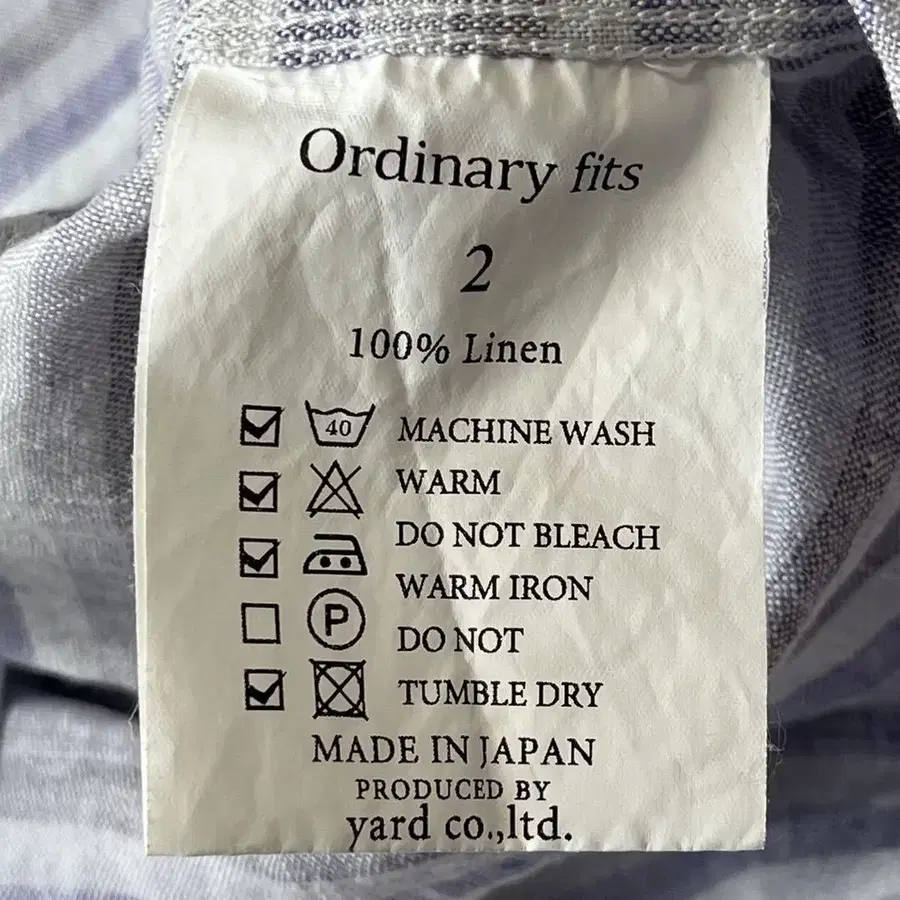 Ordinary fits
2
100% Linen
40 MACHINE WASH
WARM
DO NOT BLEACH
WARM IRON
P DO NOT
TUMBLE DRY
MADE IN JAPAN
PRODUCED BY
yard co.,ltd.